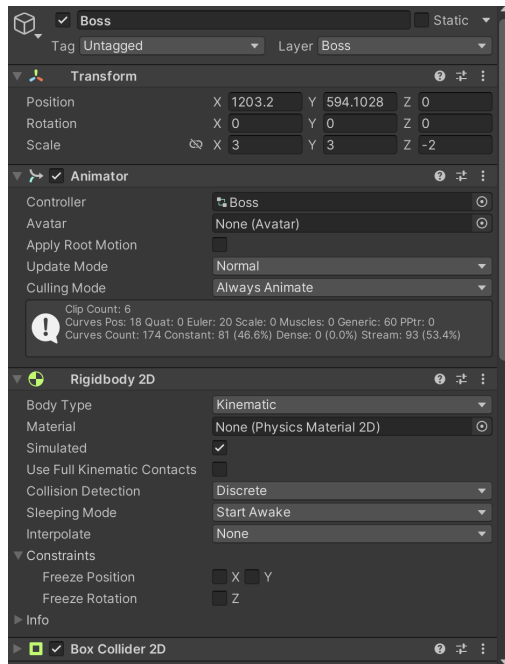 Boss Static
Tag Untagged Layer Boss
Transform
Position X 1203.2 Y 594.1028 Z 0
Rotation X 0 Y 0 Z 0
Scale X 3 Y 3 Z -2
Animator
Controller Boss
Avatar None (Avatar)
Apply Root Motion
Update Mode Normal
Culling Mode Always Animate
Clip Count: 6
Curves Pos: 18 Quat: 0 Euler: 20 Scale: 0 Muscles: 0 Generic: 60 PPtr: 0
Curves Count: 174 Constant: 81 (46.6%) Dense: 0 (0.0%) Stream: 93 (53.4%)
Rigidbody 2D
Body Type Kinematic
Material None (Physics Material 2D)
Simulated
Use Full Kinematic Contacts
Collision Detection Discrete
Sleeping Mode Start Awake
Interpolate None
Constraints
Freeze Position X Y
Freeze Rotation Z
Info
Box Collider 2D